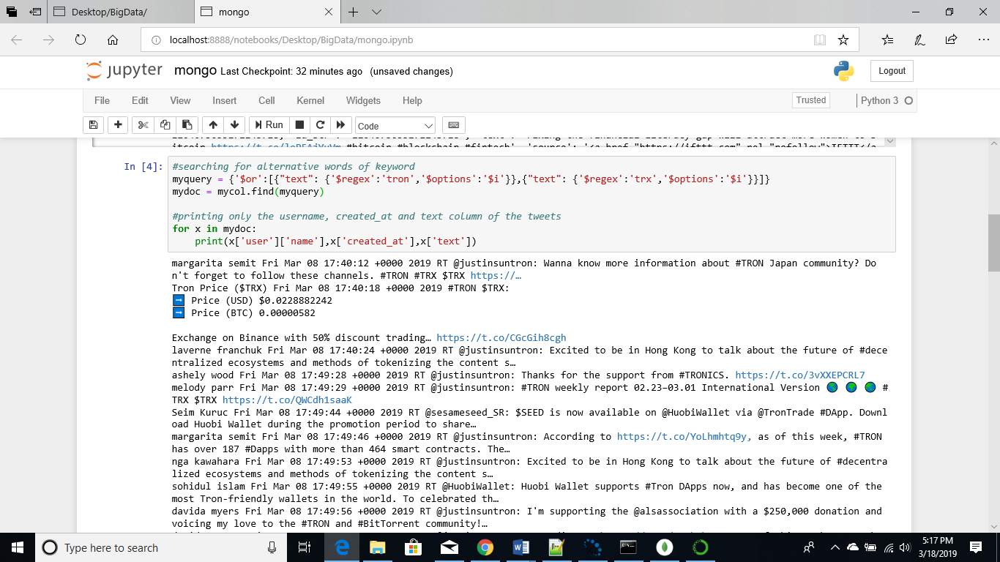 Desktop/BigData/
mongo
localhost:8888/notebooks/Desktop/BigData/mongo.ipynb
jupyter mongo Last Checkpoint: 32 minutes ago (unsaved changes)
Logout
File Edit View Insert Cell Kernel Widgets Help
Trusted
Python 3
Run
Code
In [4]:
#searching for alternative words of keyword
myquery = {'$or':[{"text": {'$regex':'tron','$options':'$i'}},{"text": {'$regex':'trx','$options':'$i'}}]}
mydoc = mycol.find(myquery)
#printing only the username, created_at and text column of the tweets
for x in mydoc:
print(x['user']['name'],x['created_at'],x['text'])
margarita semit Fri Mar 08 17:40:12 +0000 2019 RT @justinsuntron: Wanna know more information about #TRON Japan community? Do
n't forget to follow these channels. #TRON #TRX $TRX https://…
Tron Price ($TRX) Fri Mar 08 17:40:18 +0000 2019 #TRON $TRX:
➡ Price (USD) $0.0228882242
➡ Price (BTC) 0.00000582
Exchange on Binance with 50% discount trading… https://t.co/CGcGih8cgh
laverne franchuk Fri Mar 08 17:40:24 +0000 2019 RT @justinsuntron: Excited to be in Hong Kong to talk about the future of #dece
ntralized ecosystems and methods of tokenizing the content s…
ashely wood Fri Mar 08 17:49:28 +0000 2019 RT @justinsuntron: Thanks for the support from #TRONICS. https://t.co/3vXXEPCRL7
melody parr Fri Mar 08 17:49:29 +0000 2019 RT @justinsuntron: #TRON weekly report 02.23–03.01 International Version 🌎 🌍 🌏 #
TRX $TRX https://t.co/QWCdh1saaK
Seim Kuruc Fri Mar 08 17:49:44 +0000 2019 RT @sesameseed_SR: $SEED is now available on @HuobiWallet via @TronTrade #DApp. Downl
oad Huobi Wallet during the promotion period to share…
margarita semit Fri Mar 08 17:49:46 +0000 2019 RT @justinsuntron: According to https://t.co/YoLhmhtq9y, as of this week, #TRON
has over 187 #Dapps with more than 464 smart contracts. The…
nga kawahara Fri Mar 08 17:49:53 +0000 2019 RT @justinsuntron: Excited to be in Hong Kong to talk about the future of #decentra
lized ecosystems and methods of tokenizing the content s…
sohidul islam Fri Mar 08 17:49:55 +0000 2019 RT @HuobiWallet: Huobi Wallet supports #Tron DApps now, and has become one of the
most Tron-friendly wallets in the world. To celebrated th…
davida myers Fri Mar 08 17:49:56 +0000 2019 RT @justinsuntron: I'm supporting the @alsassociation with a $250,000 donation and
voicing my love to the #TRON and #BitTorrent community!…
Type here to search
5:17 PM
3/18/2019